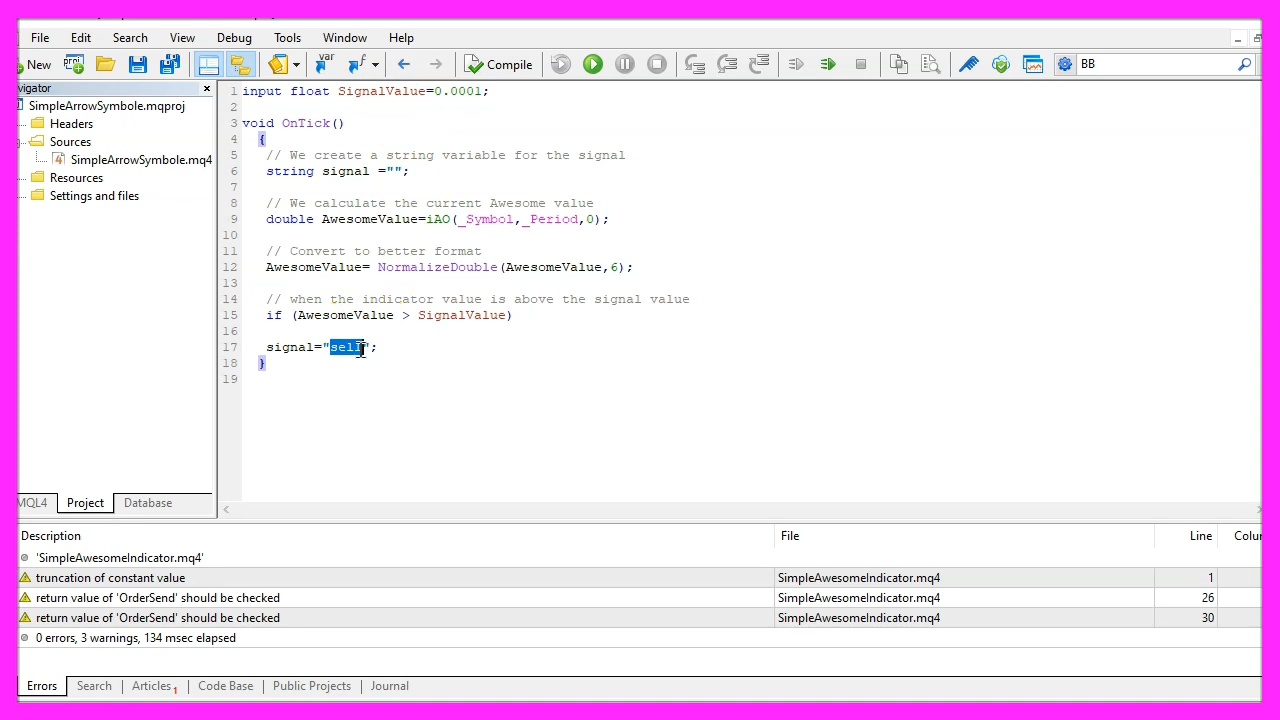 File Edit Search View Debug Tools Window Help
New Compile BB
SimpleArrowSymbole.mqproj
Headers
Sources
SimpleArrowSymbole.mq4
Resources
Settings and files
MQL4 Project Database
1 input float SignalValue=0.0001;
2
3 void OnTick()
4 {
5 // We create a string variable for the signal
6 string signal ="";
7
8 // We calculate the current Awesome value
9 double AwesomeValue=iAO(_Symbol,_Period,0);
10
11 // Convert to better format
12 AwesomeValue= NormalizeDouble(AwesomeValue,6);
13
14 // when the indicator value is above the signal value
15 if (AwesomeValue > SignalValue)
16
17 signal="sell";
18 }
19
Description File Line
'SimpleAwesomeIndicator.mq4'
truncation of constant value SimpleAwesomeIndicator.mq4 1
return value of 'OrderSend' should be checked SimpleAwesomeIndicator.mq4 26
return value of 'OrderSend' should be checked SimpleAwesomeIndicator.mq4 30
0 errors, 3 warnings, 134 msec elapsed
Errors Search Articles 1 Code Base Public Projects Journal